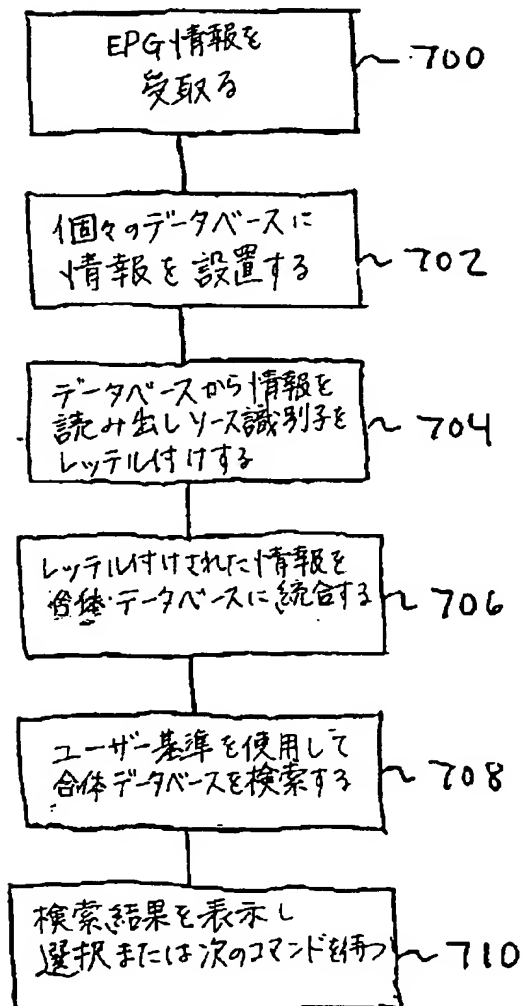 EPG情報を
受取る
700
個々のデータベースに
情報を設置する
702
データベースから情報を
読み出しソース識別子を
レッテル付けする
704
レッテル付けされた情報を
合体データベースに統合する
706
ユーザー基準を使用して
合体データベースを検索する
708
検索結果を表示し
選択または次のコマンドを待つ
710